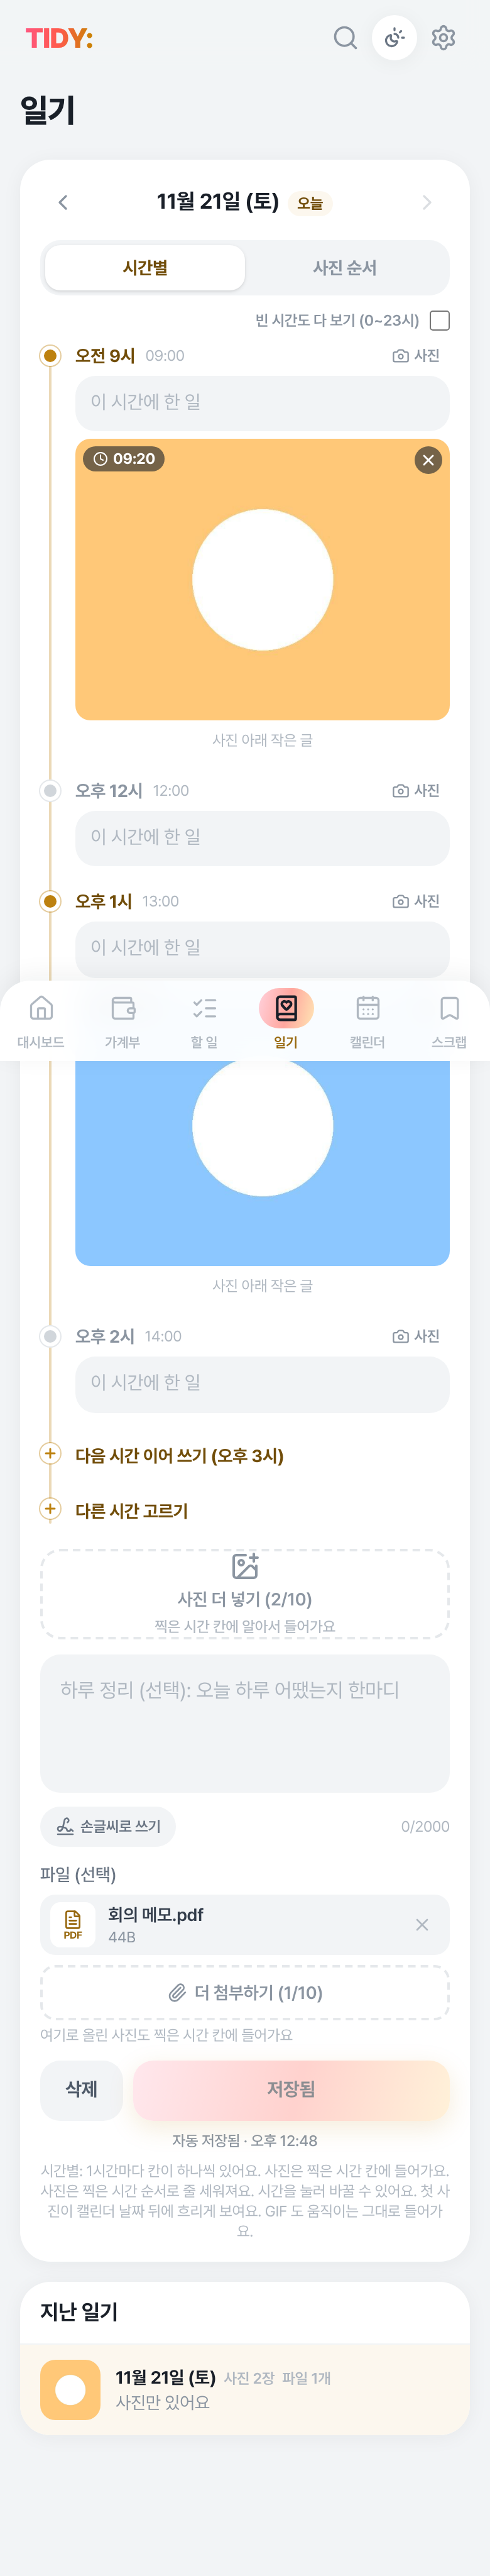 TIDY:
일기
11월 21일 (토) 오늘
시간별 사진 순서
빈 시간도 다 보기 (0~23시)
오전 9시 09:00 사진
이 시간에 한 일
09:20
사진 아래 작은 글
오후 12시 12:00 사진
이 시간에 한 일
오후 1시 13:00 사진
이 시간에 한 일
대시보드 가계부 할 일 일기 캘린더 스크랩
사진 아래 작은 글
오후 2시 14:00 사진
이 시간에 한 일
다음 시간 이어 쓰기 (오후 3시)
다른 시간 고르기
사진 더 넣기 (2/10)
찍은 시간 칸에 알아서 들어가요
하루 정리 (선택): 오늘 하루 어땠는지 한마디
손글씨로 쓰기 0/2000
파일 (선택)
PDF 회의 메모.pdf
44B
더 첨부하기 (1/10)
여기로 올린 사진도 찍은 시간 칸에 들어가요
삭제 저장됨
자동 저장됨 · 오후 12:48
시간별: 1시간마다 칸이 하나씩 있어요. 사진은 찍은 시간 칸에 들어가요.
사진은 찍은 시간 순서로 줄 세워져요. 시간을 눌러 바꿀 수 있어요. 첫 사
진이 캘린더 날짜 뒤에 흐리게 보여요. GIF 도 움직이는 그대로 들어가
요.
지난 일기
11월 21일 (토) 사진 2장 파일 1개
사진만 있어요